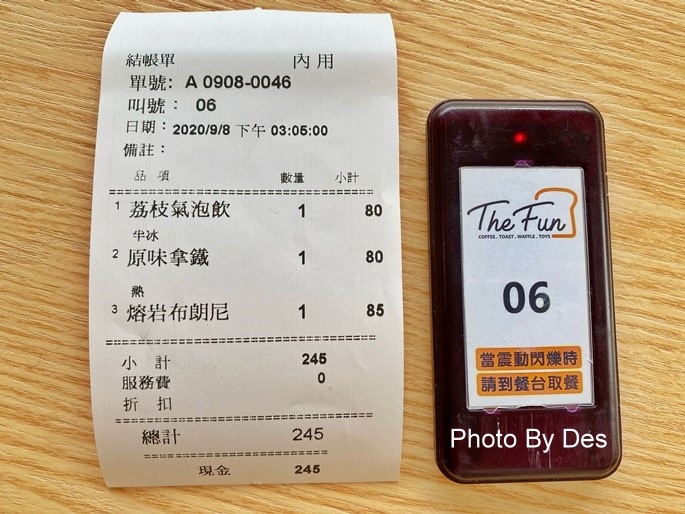 結帳單 內用
單號: A 0908-0046
叫號: 06
日期: 2020/9/8 下午 03:05:00
備註:
品項 數量 小計
1 荔枝氣泡飲 1 80
半冰
2 原味拿鐵 1 80
熱
3 熔岩布朗尼 1 85
小計 245
服務費 0
折扣
總計 245
現金 245
The Fun
COFFEE . TOAST . WAFFLE . TOYS
06
當震動閃爍時
請到餐台取餐
Photo By Des